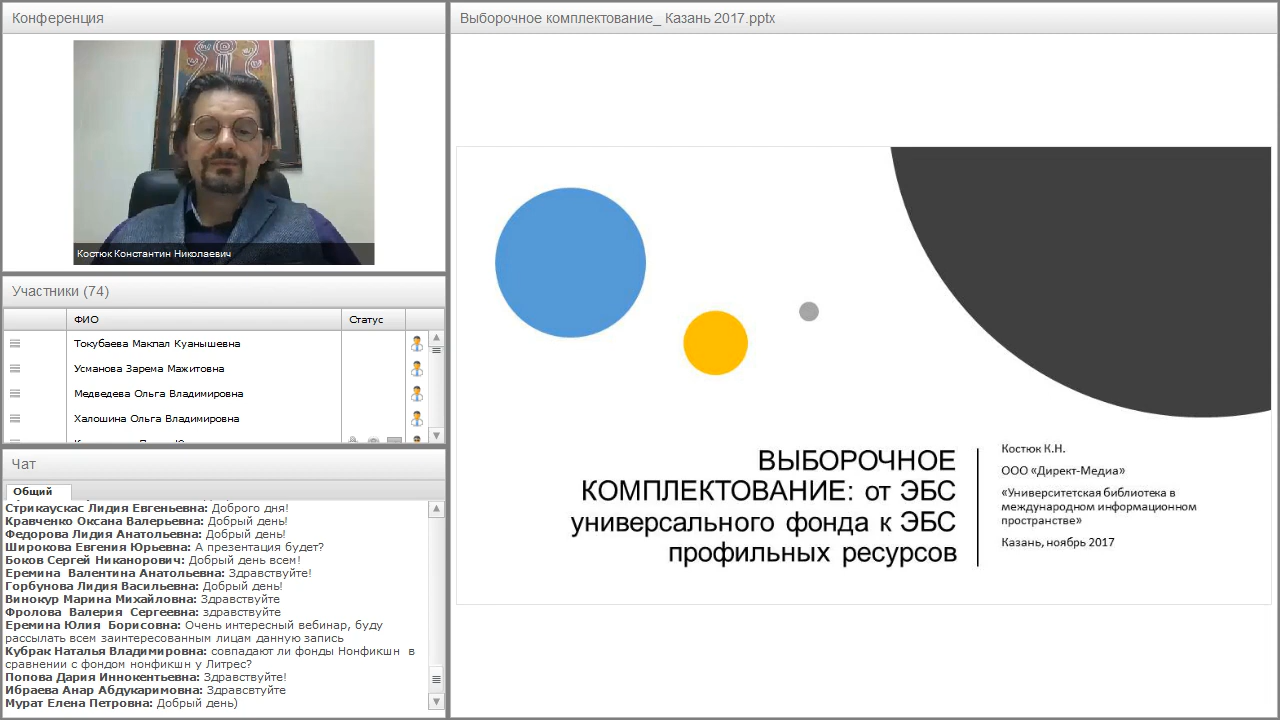 Конференция
Костюк Константин Николаевич
Участники (74)
ФИО
Статус
Токубаева Макпал Куанышевна
Усманова Зарема Мажитовна
Медведева Ольга Владимировна
Халошина Ольга Владимировна
Чат
Общий
Стрикаускас Лидия Евгеньевна: Доброго дня!
Кравченко Оксана Валерьевна: Добрый день!
Федорова Лидия Анатольевна: Добрый день!
Широкова Евгения Юрьевна: А презентация будет?
Боков Сергей Никанорович: Добрый день всем!
Еремина Валентина Анатольевна: Здравствуйте!
Горбунова Лидия Васильевна: Добрый день!
Винокур Марина Михайловна: Здравствуйте
Фролова Валерия Сергеевна: здравствуйте
Еремина Юлия Борисовна: Очень интересный вебинар, буду
рассылать всем заинтересованным лицам данную запись
Кубрак Наталья Владимировна: совпадают ли фонды Нонфикшн в
сравнении с фондом нонфикшн у Литрес?
Попова Дария Иннокентьевна: Здравствуйте!
Ибраева Анар Абдукаримовна: Здравсвтуйте
Мурат Елена Петровна: Добрый день)
Выборочное комплектование_ Казань 2017.pptx
ВЫБОРОЧНОЕ
КОМПЛЕКТОВАНИЕ: от ЭБС
универсального фонда к ЭБС
профильных ресурсов
Костюк К.Н.
ООО «Директ-Медиа»
«Университетская библиотека в
международном информационном
пространстве»
Казань, ноябрь 2017